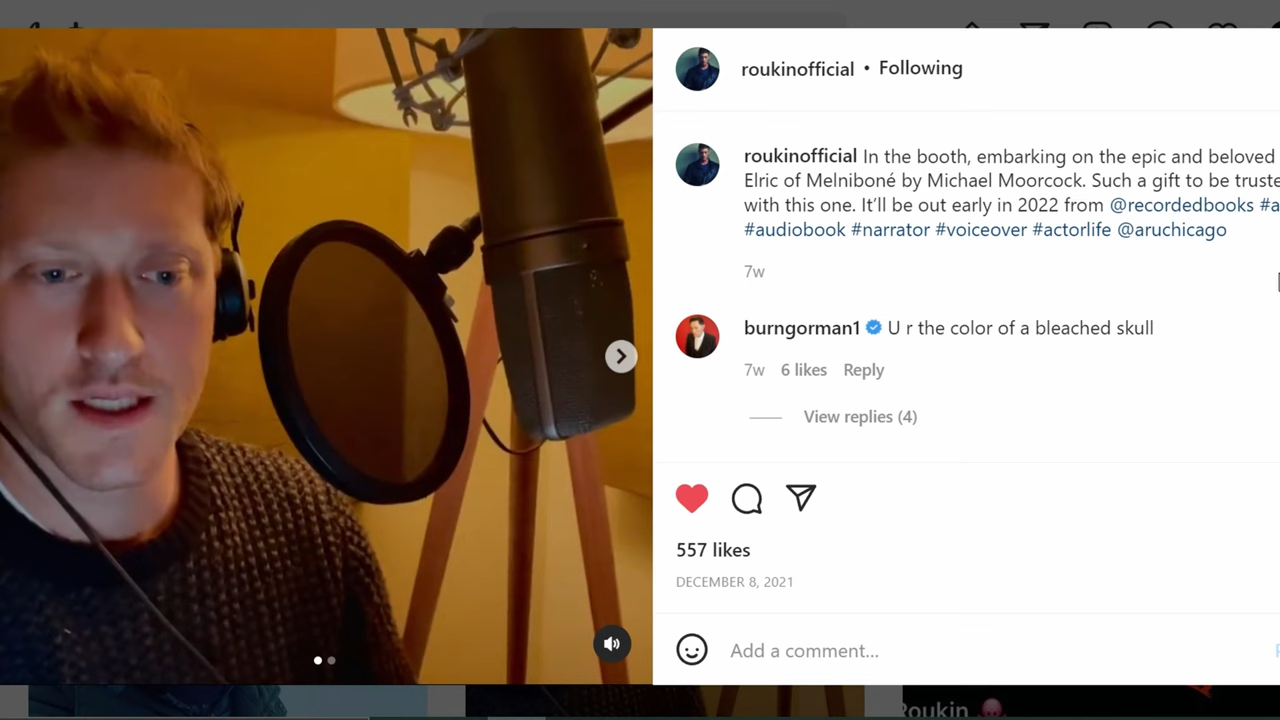 roukinofficial • Following
roukinofficial In the booth, embarking on the epic and beloved
Elric of Melniboné by Michael Moorcock. Such a gift to be truste
with this one. It’ll be out early in 2022 from @recordedbooks #a
#audiobook #narrator #voiceover #actorlife @aruchicago
7w
burngorman1 U r the color of a bleached skull
7w 6 likes Reply
View replies (4)
557 likes
DECEMBER 8, 2021
Add a comment...
Roukin